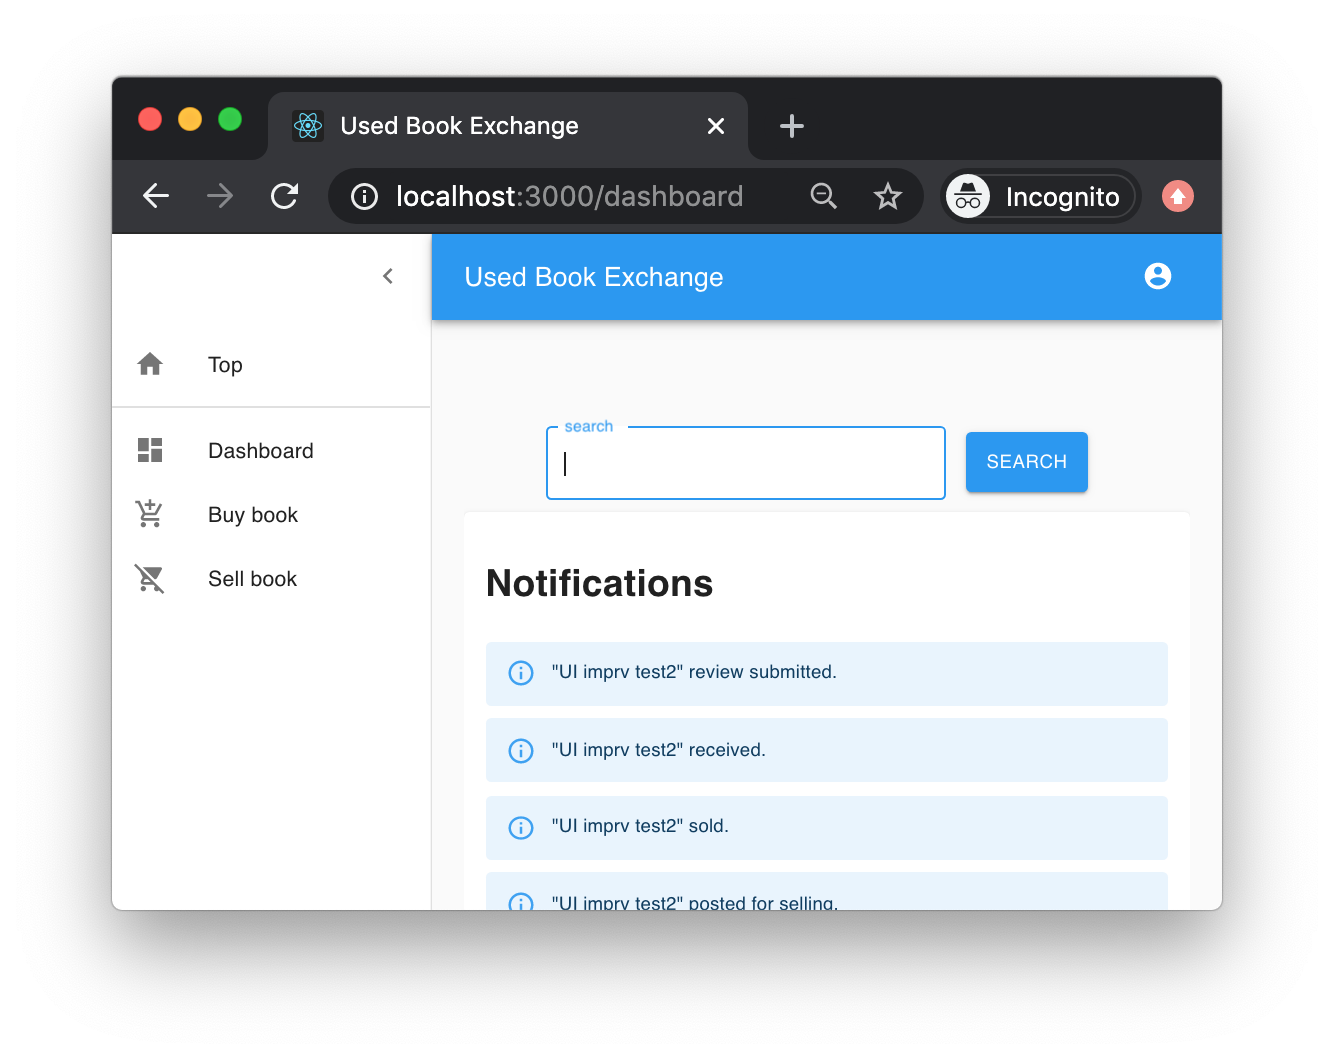 Used Book Exchange
localhost:3000/dashboard
Incognito
Used Book Exchange
Top
Dashboard
Buy book
Sell book
search
SEARCH
Notifications
"UI imprv test2" review submitted.
"UI imprv test2" received.
"UI imprv test2" sold.
"UI imprv test2" posted for selling.